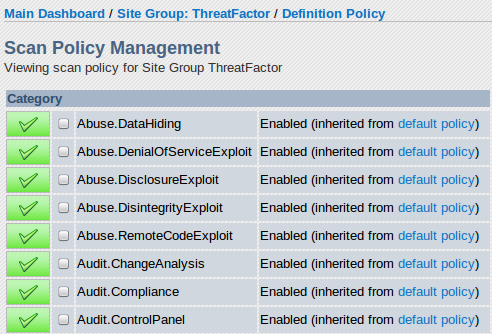 Main Dashboard / Site Group: ThreatFactor / Definition Policy
Scan Policy Management
Viewing scan policy for Site Group ThreatFactor
Category
Abuse.DataHiding Enabled (inherited from default policy)
Abuse.DenialOfServiceExploit Enabled (inherited from default policy)
Abuse.DisclosureExploit Enabled (inherited from default policy)
Abuse.DisintegrityExploit Enabled (inherited from default policy)
Abuse.RemoteCodeExploit Enabled (inherited from default policy)
Audit.ChangeAnalysis Enabled (inherited from default policy)
Audit.Compliance Enabled (inherited from default policy)
Audit.ControlPanel Enabled (inherited from default policy)